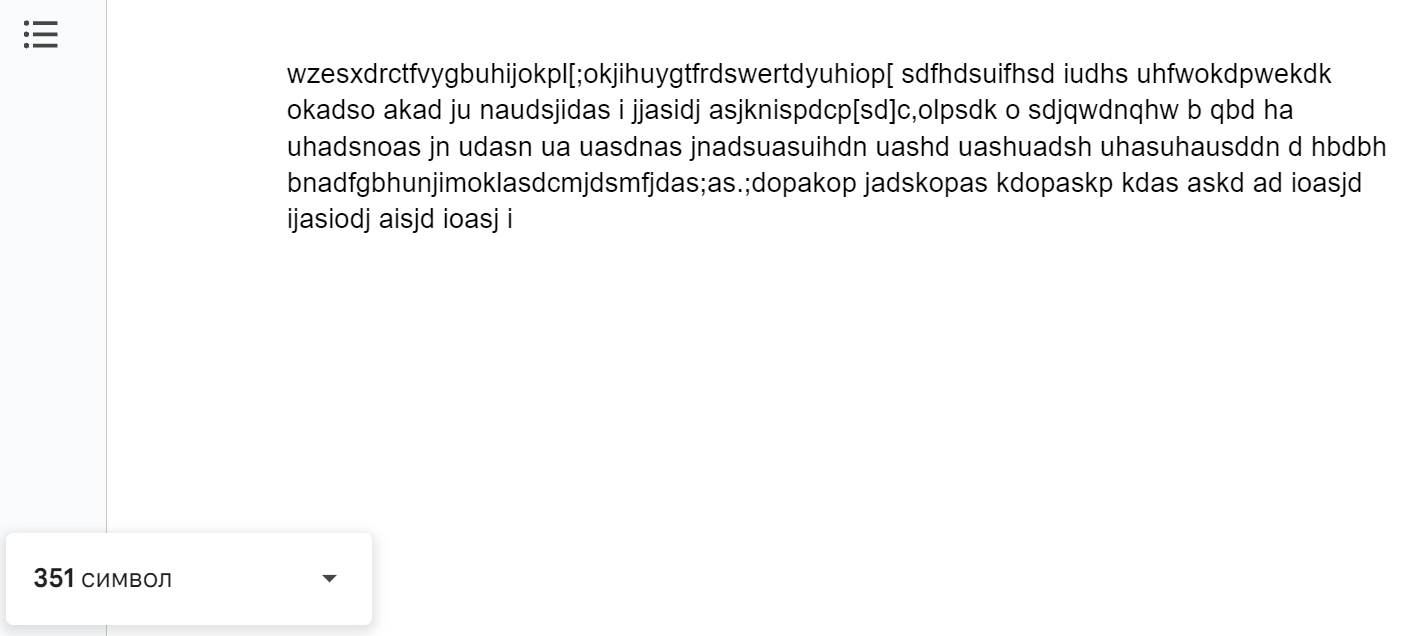 wzesxdrctfvygbuhijokpl[;okjihuygtfrdswertdyuhiop[ sdfhdsuifhsd iudhs uhfwokdpwekdk
okadso akad ju naudsjidas i jjasidj asjknispdcp[sd]c,olpsdk o sdjqwdnqhw b qbd ha
uhadsnoas jn udasn ua uasdnas jnadsuasuihdn uashd uashuadsh uhasuhausddn d hbdbh
bnadfgbhunjimoklasdcmjdsmfjdas;as.;dopakop jadskopas kdopaskp kdas askd ad ioasjd
ijasiodj aisjd ioasj i
351 символ